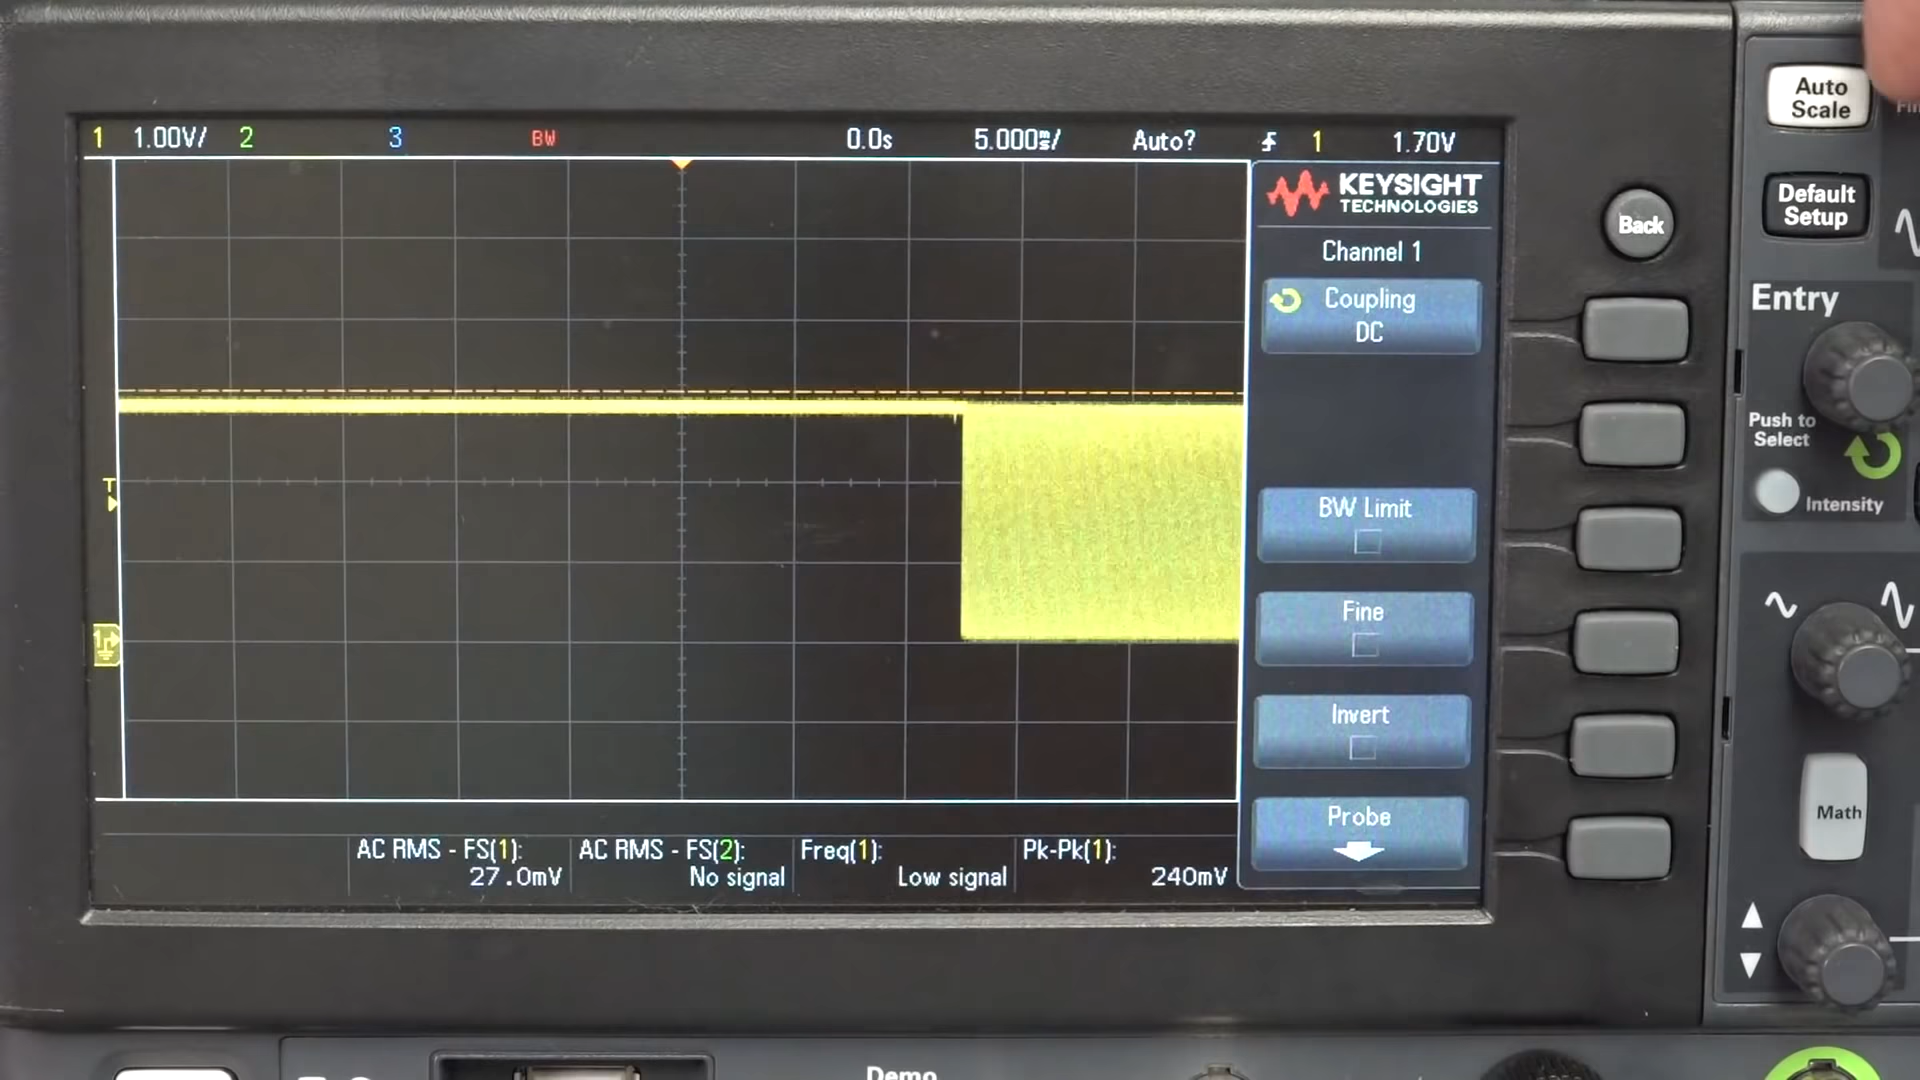 1 1.00V/ 2 3 BW 0.0s 5.000ms/ Auto? 1 1.70V
KEYSIGHT
TECHNOLOGIES
Channel 1
Coupling
DC
BW Limit
Fine
Invert
Probe
T
1
AC RMS - FS(1):
27.0mV
AC RMS - FS(2):
No signal
Freq(1):
Low signal
Pk-Pk(1):
240mV
Back
Auto
Scale
Default
Setup
Entry
Push to
Select
Intensity
Math
Demo